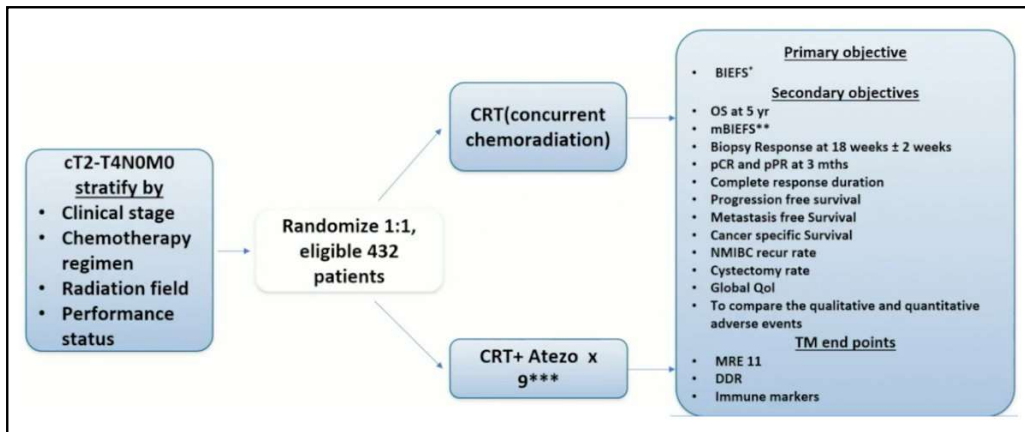 cT2-T4N0M0
stratify by
• Clinical stage
• Chemotherapy
regimen
• Radiation field
• Performance
status
Randomize 1:1,
eligible 432
patients
CRT(concurrent
chemoradiation)
CRT+ Atezo x
9***
Primary objective
• BIEFS*
Secondary objectives
• OS at 5 yr
• mBIEFS**
• Biopsy Response at 18 weeks ± 2 weeks
• pCR and pPR at 3 mths
• Complete response duration
• Progression free survival
• Metastasis free Survival
• Cancer specific Survival
• NMIBC recur rate
• Cystectomy rate
• Global Qol
• To compare the qualitative and quantitative
adverse events
TM end points
• MRE 11
• DDR
• Immune markers